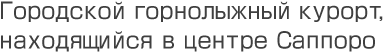 Городской горнолыжный курорт,
находящийся в центре Саппоро